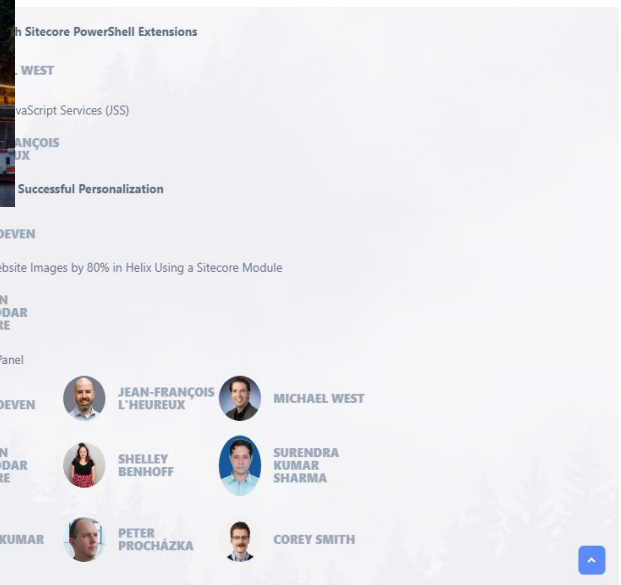 h Sitecore PowerShell Extensions
WEST
vaScript Services (JSS)
ANÇOIS
UX
Successful Personalization
DEVEN
ebsite Images by 80% in Helix Using a Sitecore Module
N
DAR
RE
Panel
DEVEN
JEAN-FRANÇOIS
L'HEUREUX
MICHAEL WEST
N
DAR
RE
SHELLEY
BENHOFF
SURENDRA
KUMAR
SHARMA
KUMAR
PETER
PROCHÁZKA
COREY SMITH